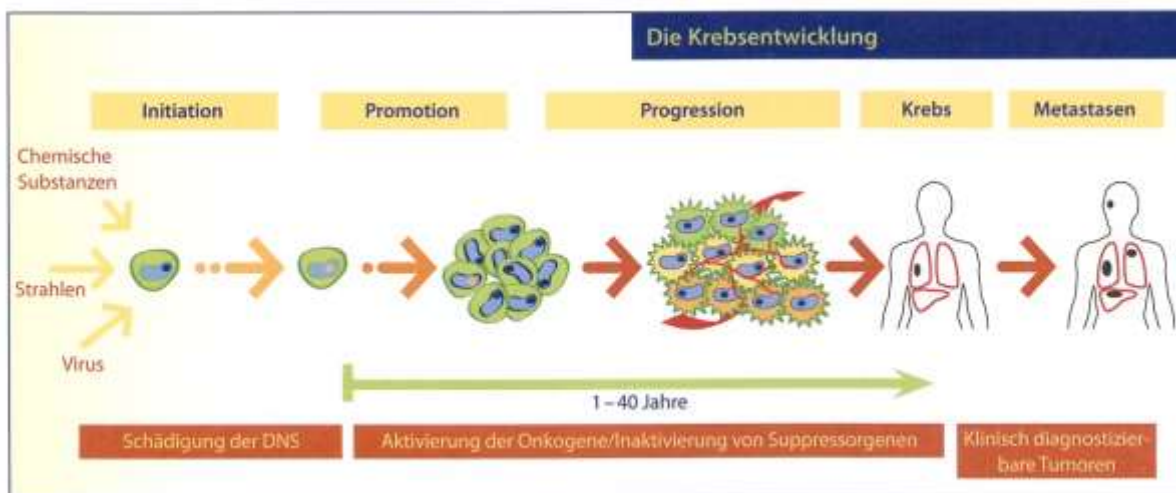 Die Krebsentwicklung
Initiation
Promotion
Progression
Krebs
Metastasen
Chemische
Substanzen
Strahlen
Virus
1 – 40 Jahre
Schädigung der DNS
Aktivierung der Onkogene/Inaktivierung von Suppressorgenen
Klinisch diagnostizier-
bare Tumoren